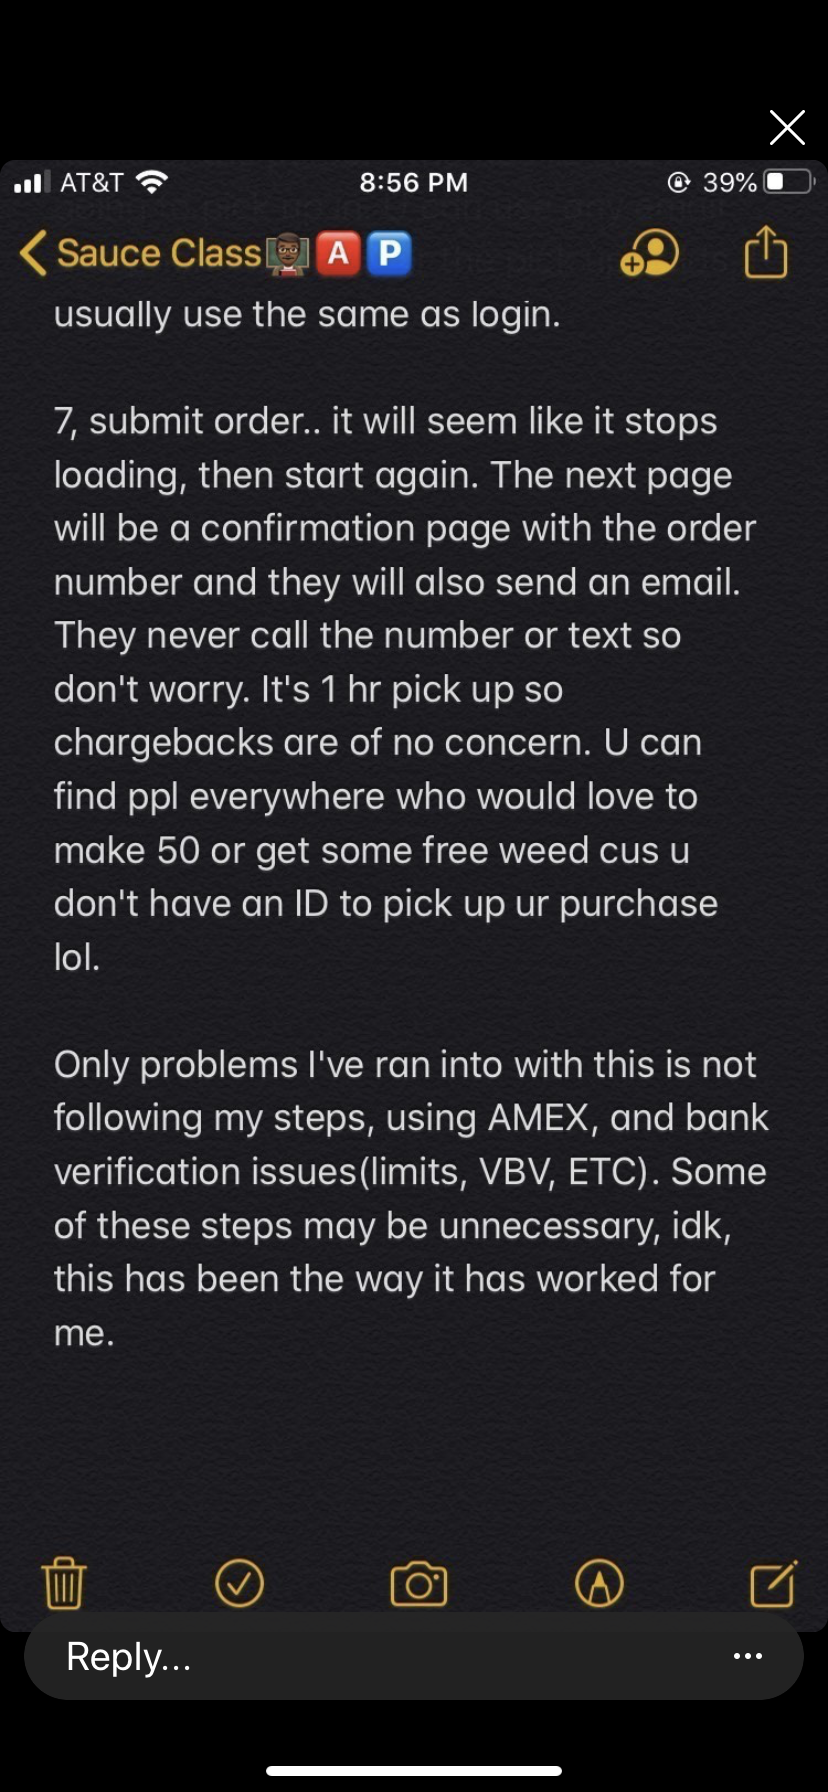 AT&T 8:56 PM 39%
Sauce Class👨🏿‍🏫🅰️🅿️
usually use the same as login.
7, submit order.. it will seem like it stops
loading, then start again. The next page
will be a confirmation page with the order
number and they will also send an email.
They never call the number or text so
don't worry. It's 1 hr pick up so
chargebacks are of no concern. U can
find ppl everywhere who would love to
make 50 or get some free weed cus u
don't have an ID to pick up ur purchase
lol.
Only problems I've ran into with this is not
following my steps, using AMEX, and bank
verification issues(limits, VBV, ETC). Some
of these steps may be unnecessary, idk,
this has been the way it has worked for
me.
Reply...